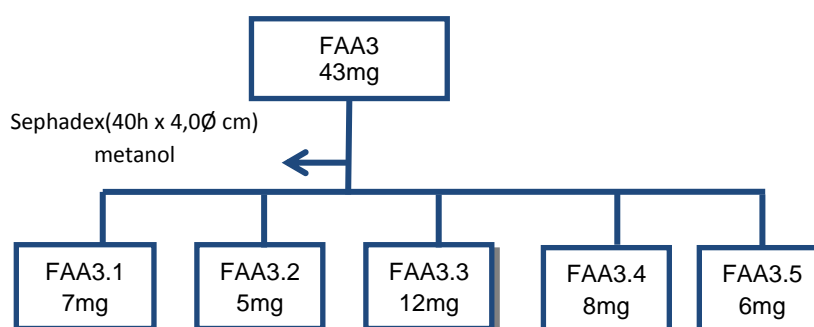 FAA3
43mg
Sephadex(40h x 4,0Ø cm)
metanol
FAA3.1
7mg
FAA3.2
5mg
FAA3.3
12mg
FAA3.4
8mg
FAA3.5
6mg